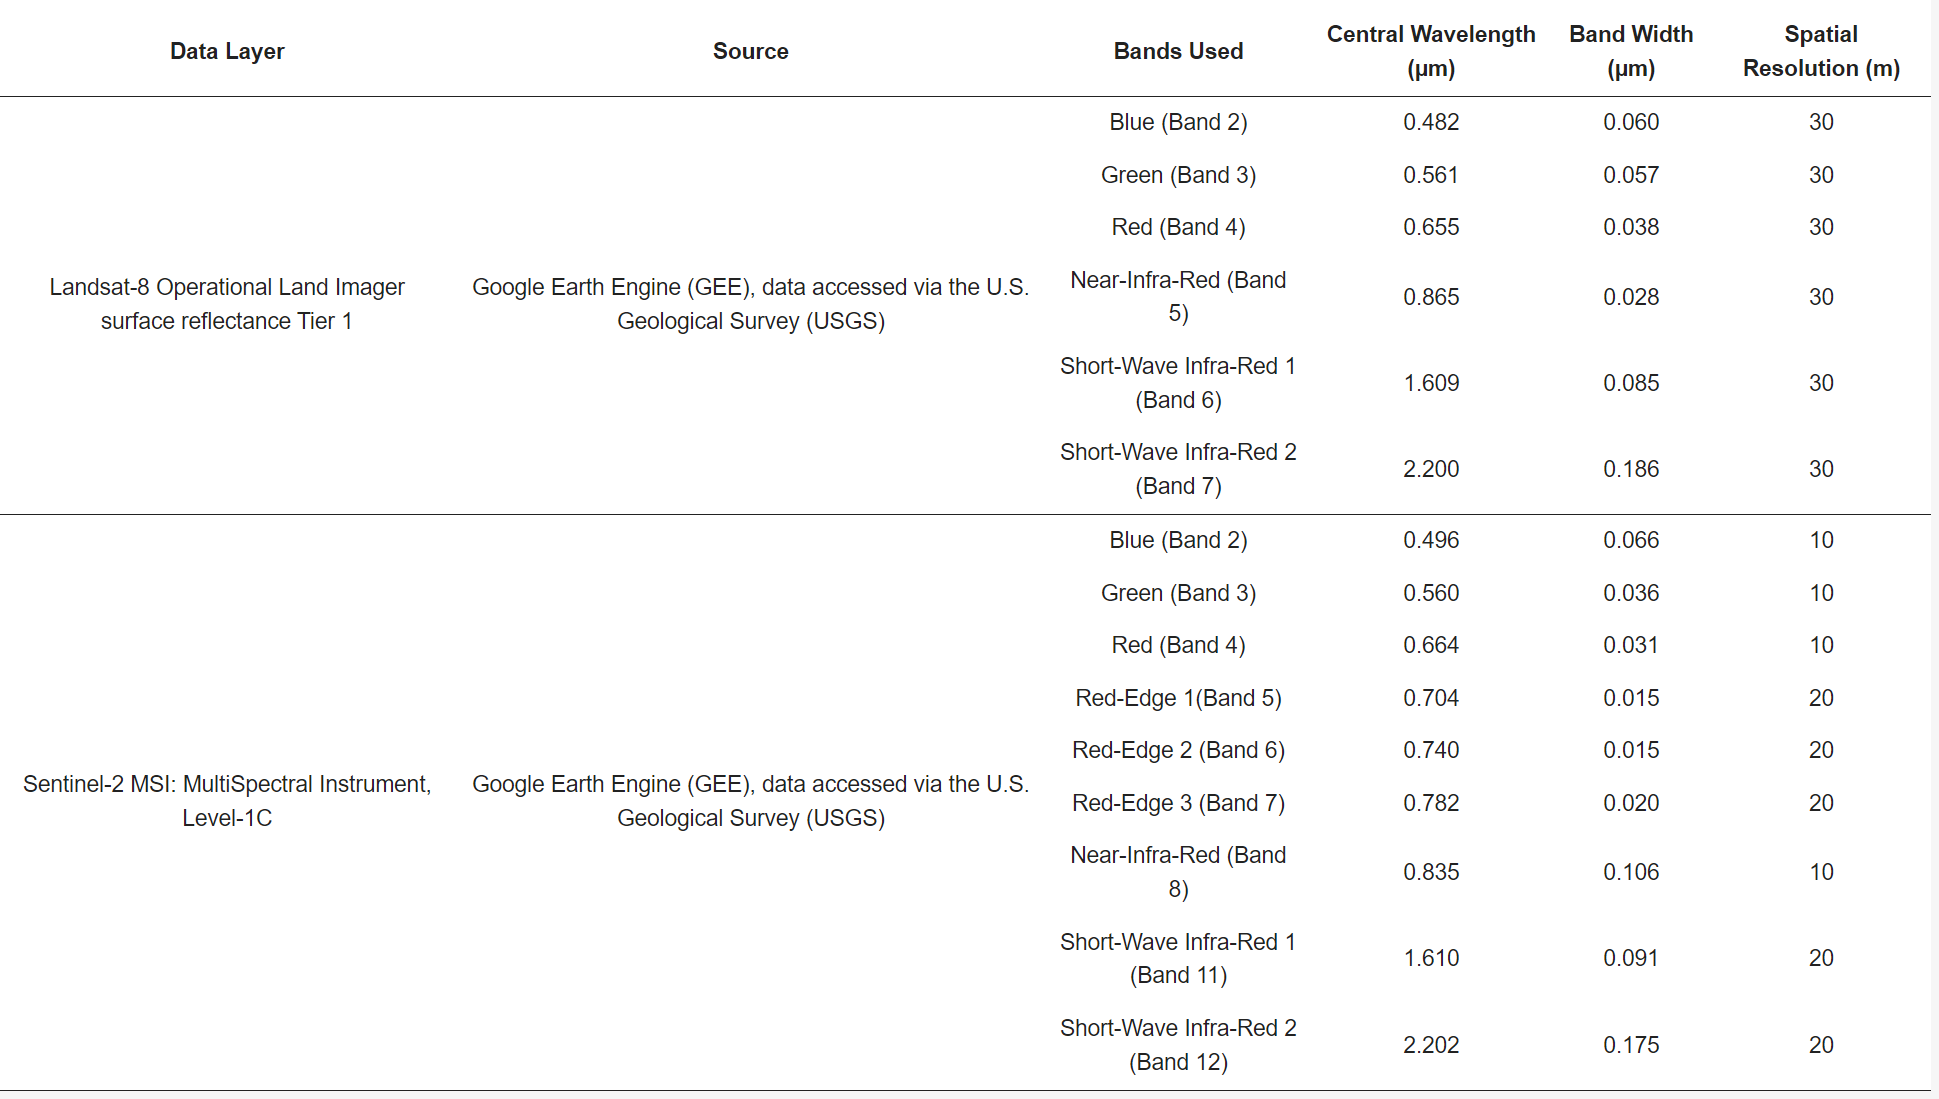 Data Layer Source Bands Used Central Wavelength (µm) Band Width (µm) Spatial Resolution (m)
Landsat-8 Operational Land Imager
surface reflectance Tier 1
Google Earth Engine (GEE), data accessed via the U.S.
Geological Survey (USGS)
Blue (Band 2) 0.482 0.060 30
Green (Band 3) 0.561 0.057 30
Red (Band 4) 0.655 0.038 30
Near-Infra-Red (Band
5) 0.865 0.028 30
Short-Wave Infra-Red 1
(Band 6) 1.609 0.085 30
Short-Wave Infra-Red 2
(Band 7) 2.200 0.186 30
Sentinel-2 MSI: MultiSpectral Instrument,
Level-1C
Google Earth Engine (GEE), data accessed via the U.S.
Geological Survey (USGS)
Blue (Band 2) 0.496 0.066 10
Green (Band 3) 0.560 0.036 10
Red (Band 4) 0.664 0.031 10
Red-Edge 1(Band 5) 0.704 0.015 20
Red-Edge 2 (Band 6) 0.740 0.015 20
Red-Edge 3 (Band 7) 0.782 0.020 20
Near-Infra-Red (Band
8) 0.835 0.106 10
Short-Wave Infra-Red 1
(Band 11) 1.610 0.091 20
Short-Wave Infra-Red 2
(Band 12) 2.202 0.175 20